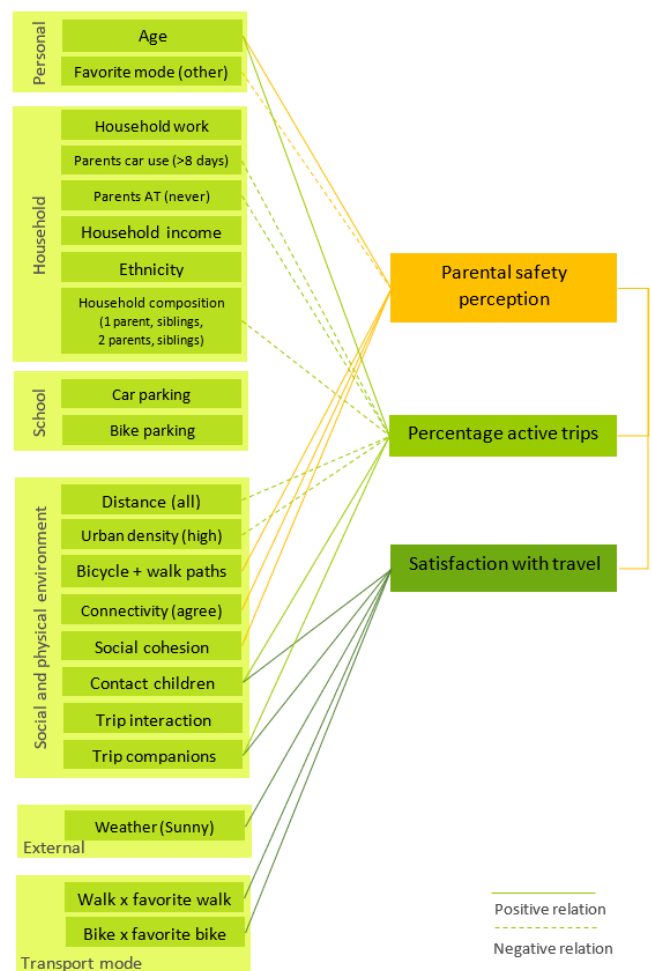 Personal
Age
Favorite mode (other)
Household
Household work
Parents car use (>8 days)
Parents AT (never)
Household income
Ethnicity
Household composition
(1 parent, siblings,
2 parents, siblings)
School
Car parking
Bike parking
Social and physical environment
Distance (all)
Urban density (high)
Bicycle + walk paths
Connectivity (agree)
Social cohesion
Contact children
Trip interaction
Trip companions
Weather (Sunny)
External
Walk x favorite walk
Bike x favorite bike
Transport mode
Parental safety
perception
Percentage active trips
Satisfaction with travel
Positive relation
Negative relation